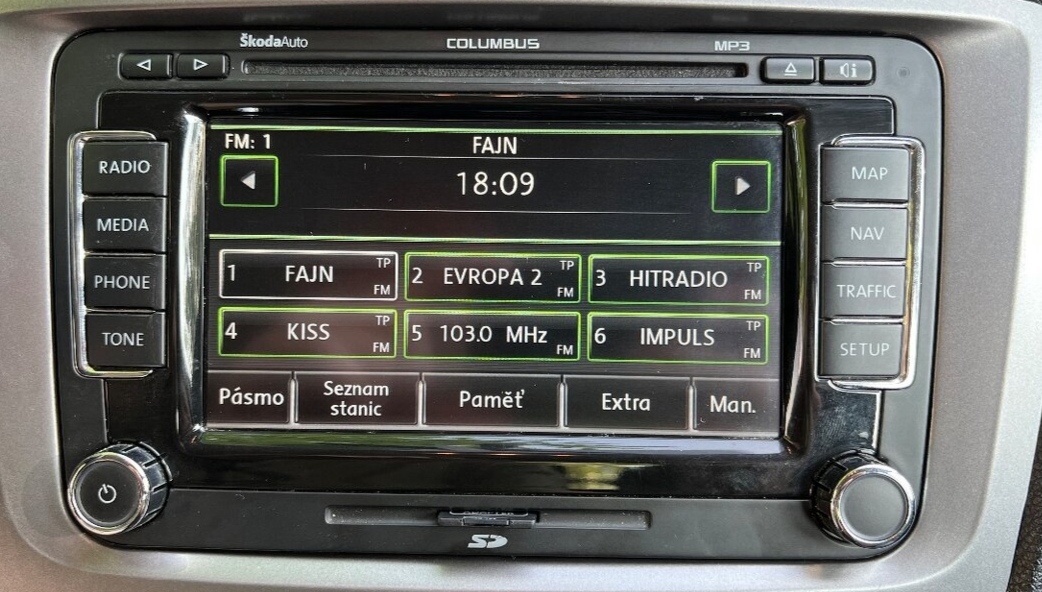 ŠkodaAuto COLUMBUS MP3
RADIO
MEDIA
PHONE
TONE
FM: 1 FAJN
18:09
1 FAJN TP FM
2 EVROPA 2 TP FM
3 HITRADIO TP FM
4 KISS TP FM
5 103.0 MHz FM
6 IMPULS TP FM
Pásmo
Seznam
stanic
Paměť
Extra
Man.
MAP
NAV
TRAFFIC
SETUP
SD